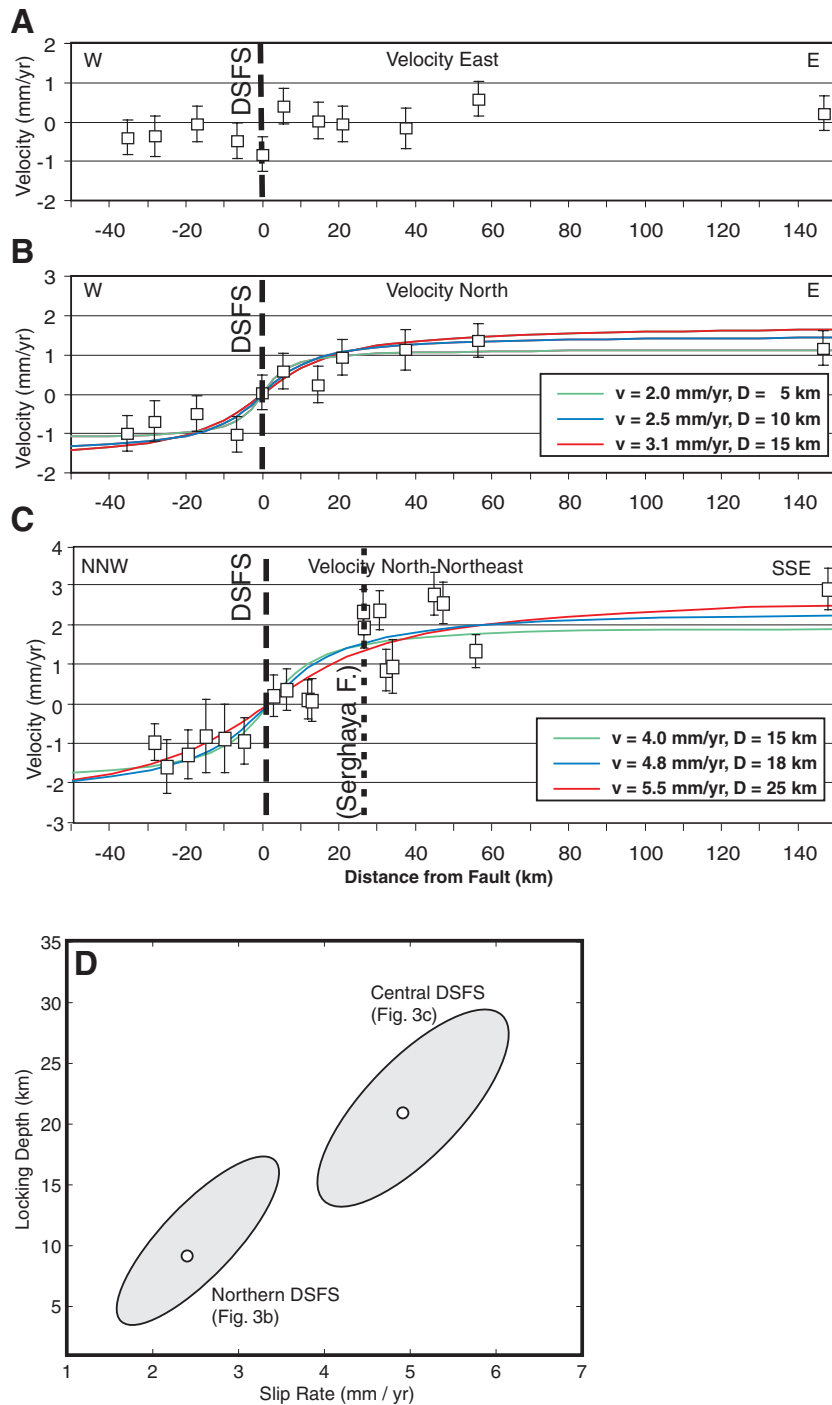 A
2
1
0
-1
-2
Velocity (mm/yr)
W
DSFS
Velocity East
E
-40
-20
0
20
40
60
80
100
120
140
B
3
2
1
0
-1
-2
Velocity (mm/yr)
W
DSFS
Velocity North
E
v = 2.0 mm/yr, D = 5 km
v = 2.5 mm/yr, D = 10 km
v = 3.1 mm/yr, D = 15 km
-40
-20
0
20
40
60
80
100
120
140
C
4
3
2
1
0
-1
-2
-3
Velocity (mm/yr)
NNW
DSFS
Velocity North-Northeast
SSE
(Serghaya F.)
v = 4.0 mm/yr, D = 15 km
v = 4.8 mm/yr, D = 18 km
v = 5.5 mm/yr, D = 25 km
-40
-20
0
20
40
60
80
100
120
140
Distance from Fault (km)
D
35
30
25
20
15
10
5
Locking Depth (km)
Central DSFS
(Fig. 3c)
Northern DSFS
(Fig. 3b)
1
2
3
4
5
6
7
Slip Rate (mm / yr)